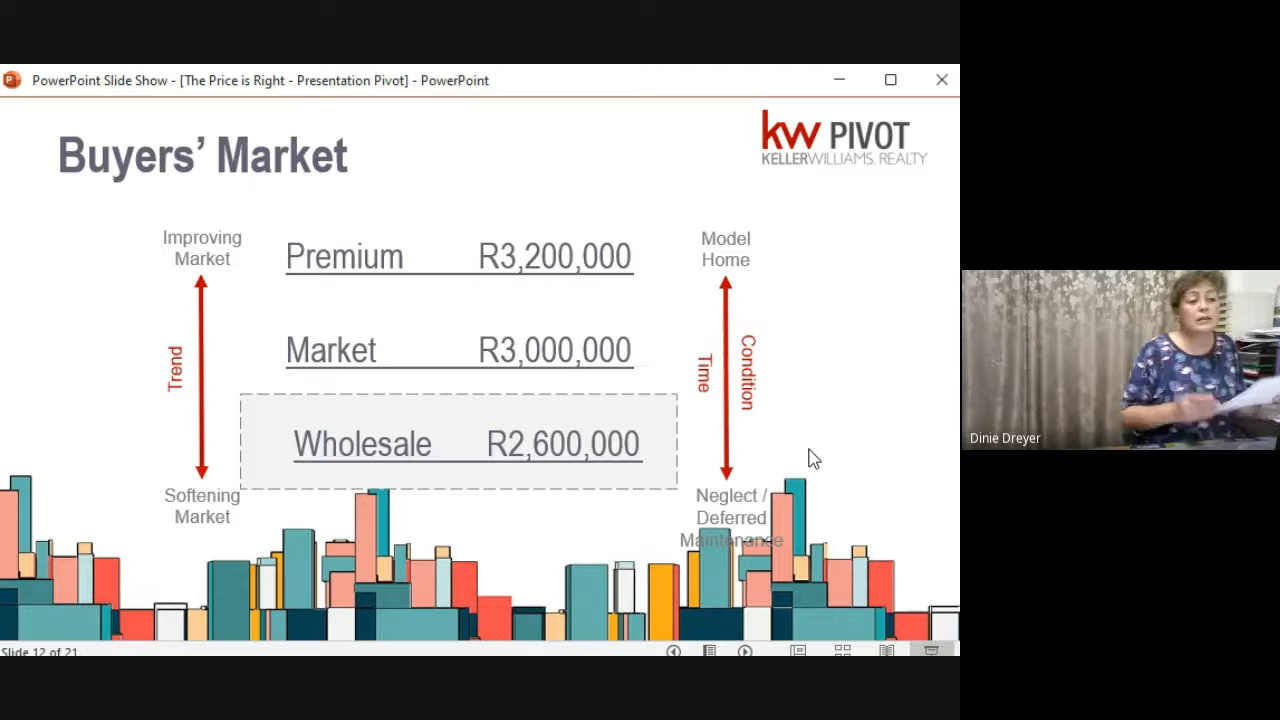 PowerPoint Slide Show - [The Price is Right - Presentation Pivot] - PowerPoint
Buyers’ Market
kw PIVOT
KELLERWILLIAMS. REALTY
Improving
Market
Premium R3,200,000
Model
Home
Trend
Market R3,000,000
Time
Condition
Wholesale R2,600,000
Softening
Market
Neglect /
Deferred
Maintenance
Slide 12 of 21
Dinie Dreyer